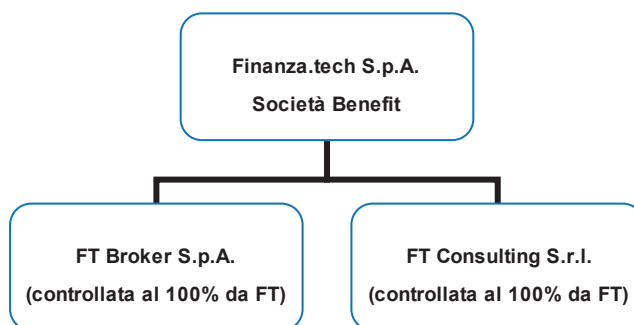 Finanza.tech S.p.A.
Società Benefit
FT Broker S.p.A.
(controllata al 100% da FT)
FT Consulting S.r.l.
(controllata al 100% da FT)